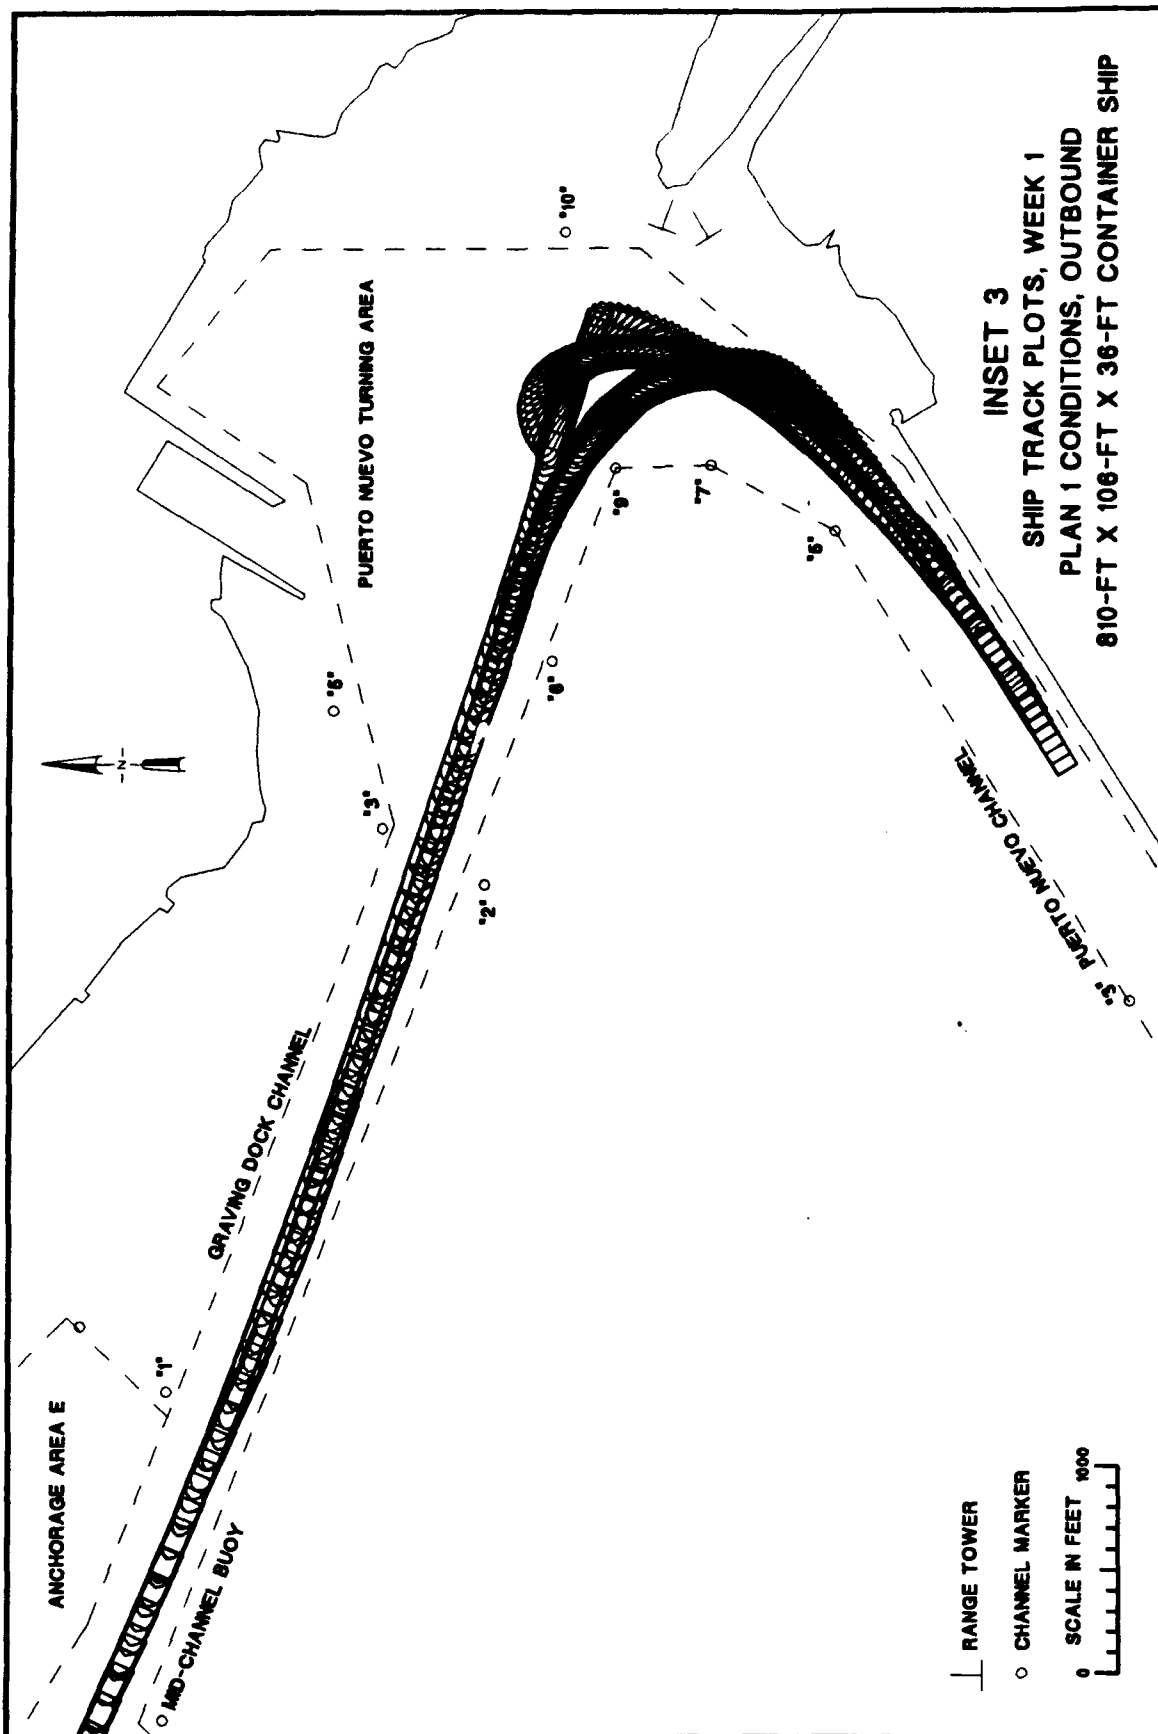 ANCHORAGE AREA E
"1"
GRAVING DOCK CHANNEL
MID-CHANNEL BUOY
"3"
"5"
N
PUERTO NUEVO TURNING AREA
"10"
"2"
"6"
"9"
"7"
"5"
PUERTO NUEVO CHANNEL
"3"
RANGE TOWER
CHANNEL MARKER
SCALE IN FEET
0 1000
INSET 3
SHIP TRACK PLOTS, WEEK 1
PLAN 1 CONDITIONS, OUTBOUND
810-FT X 106-FT X 36-FT CONTAINER SHIP